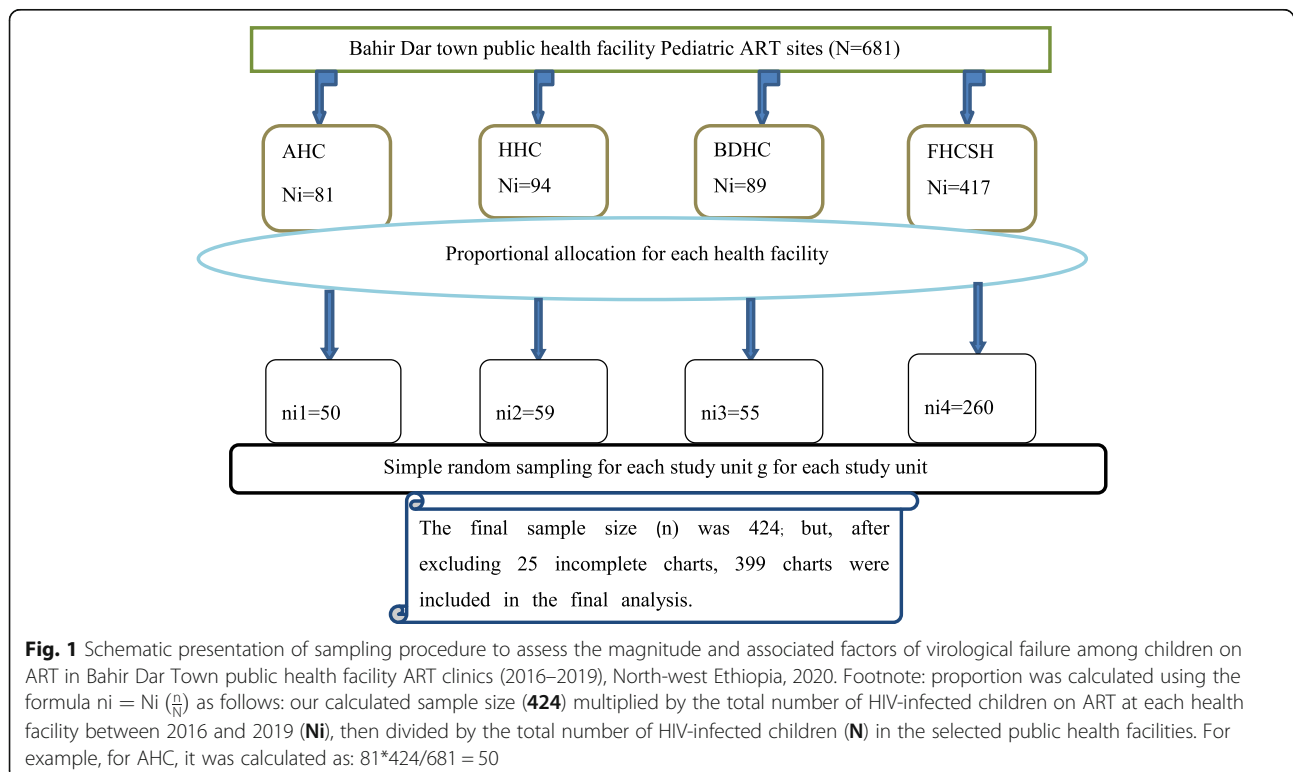 Bahir Dar town public health facility Pediatric ART sites (N=681)
AHC
Ni=81
HHC
Ni=94
BDHC
Ni=89
FHCSH
Ni=417
Proportional allocation for each health facility
ni1=50
ni2=59
ni3=55
ni4=260
Simple random sampling for each study unit g for each study unit
The final sample size (n) was 424; but, after
excluding 25 incomplete charts, 399 charts were
included in the final analysis.
Fig. 1 Schematic presentation of sampling procedure to assess the magnitude and associated factors of virological failure among children on
ART in Bahir Dar Town public health facility ART clinics (2016–2019), North-west Ethiopia, 2020. Footnote: proportion was calculated using the
formula ni = Ni (n/N) as follows: our calculated sample size (424) multiplied by the total number of HIV-infected children on ART at each health
facility between 2016 and 2019 (Ni), then divided by the total number of HIV-infected children (N) in the selected public health facilities. For
example, for AHC, it was calculated as: 81*424/681 = 50